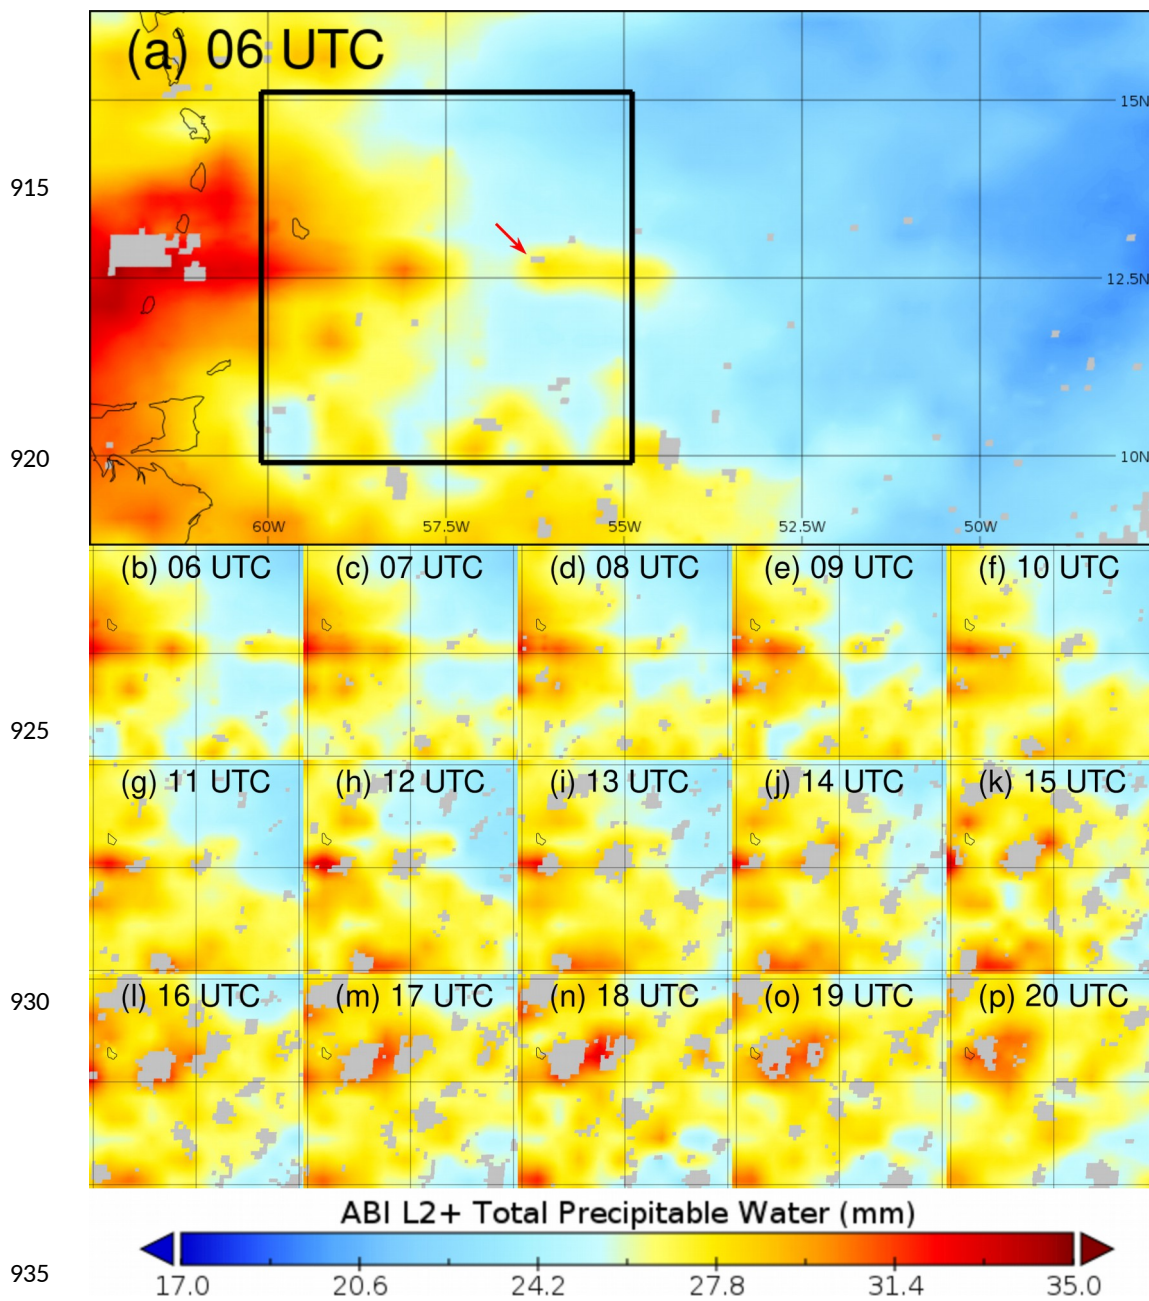 (a) 06 UTC
15N
915
12.5N
920
10N
60W 57.5W 55W 52.5W 50W
(b) 06 UTC (c) 07 UTC (d) 08 UTC (e) 09 UTC (f) 10 UTC
925
(g) 11 UTC (h) 12 UTC (i) 13 UTC (j) 14 UTC (k) 15 UTC
930
(l) 16 UTC (m) 17 UTC (n) 18 UTC (o) 19 UTC (p) 20 UTC
ABI L2+ Total Precipitable Water (mm)
935
17.0 20.6 24.2 27.8 31.4 35.0